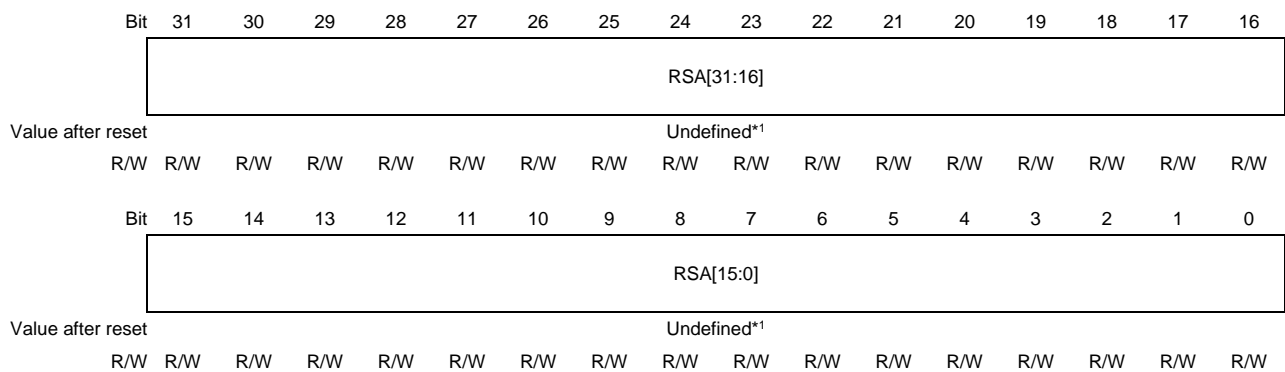 Bit 31 30 29 28 27 26 25 24 23 22 21 20 19 18 17 16
RSA[31:16]
Value after reset Undefined*1
R/W R/W R/W R/W R/W R/W R/W R/W R/W R/W R/W R/W R/W R/W R/W R/W R/W
Bit 15 14 13 12 11 10 9 8 7 6 5 4 3 2 1 0
RSA[15:0]
Value after reset Undefined*1
R/W R/W R/W R/W R/W R/W R/W R/W R/W R/W R/W R/W R/W R/W R/W R/W R/W